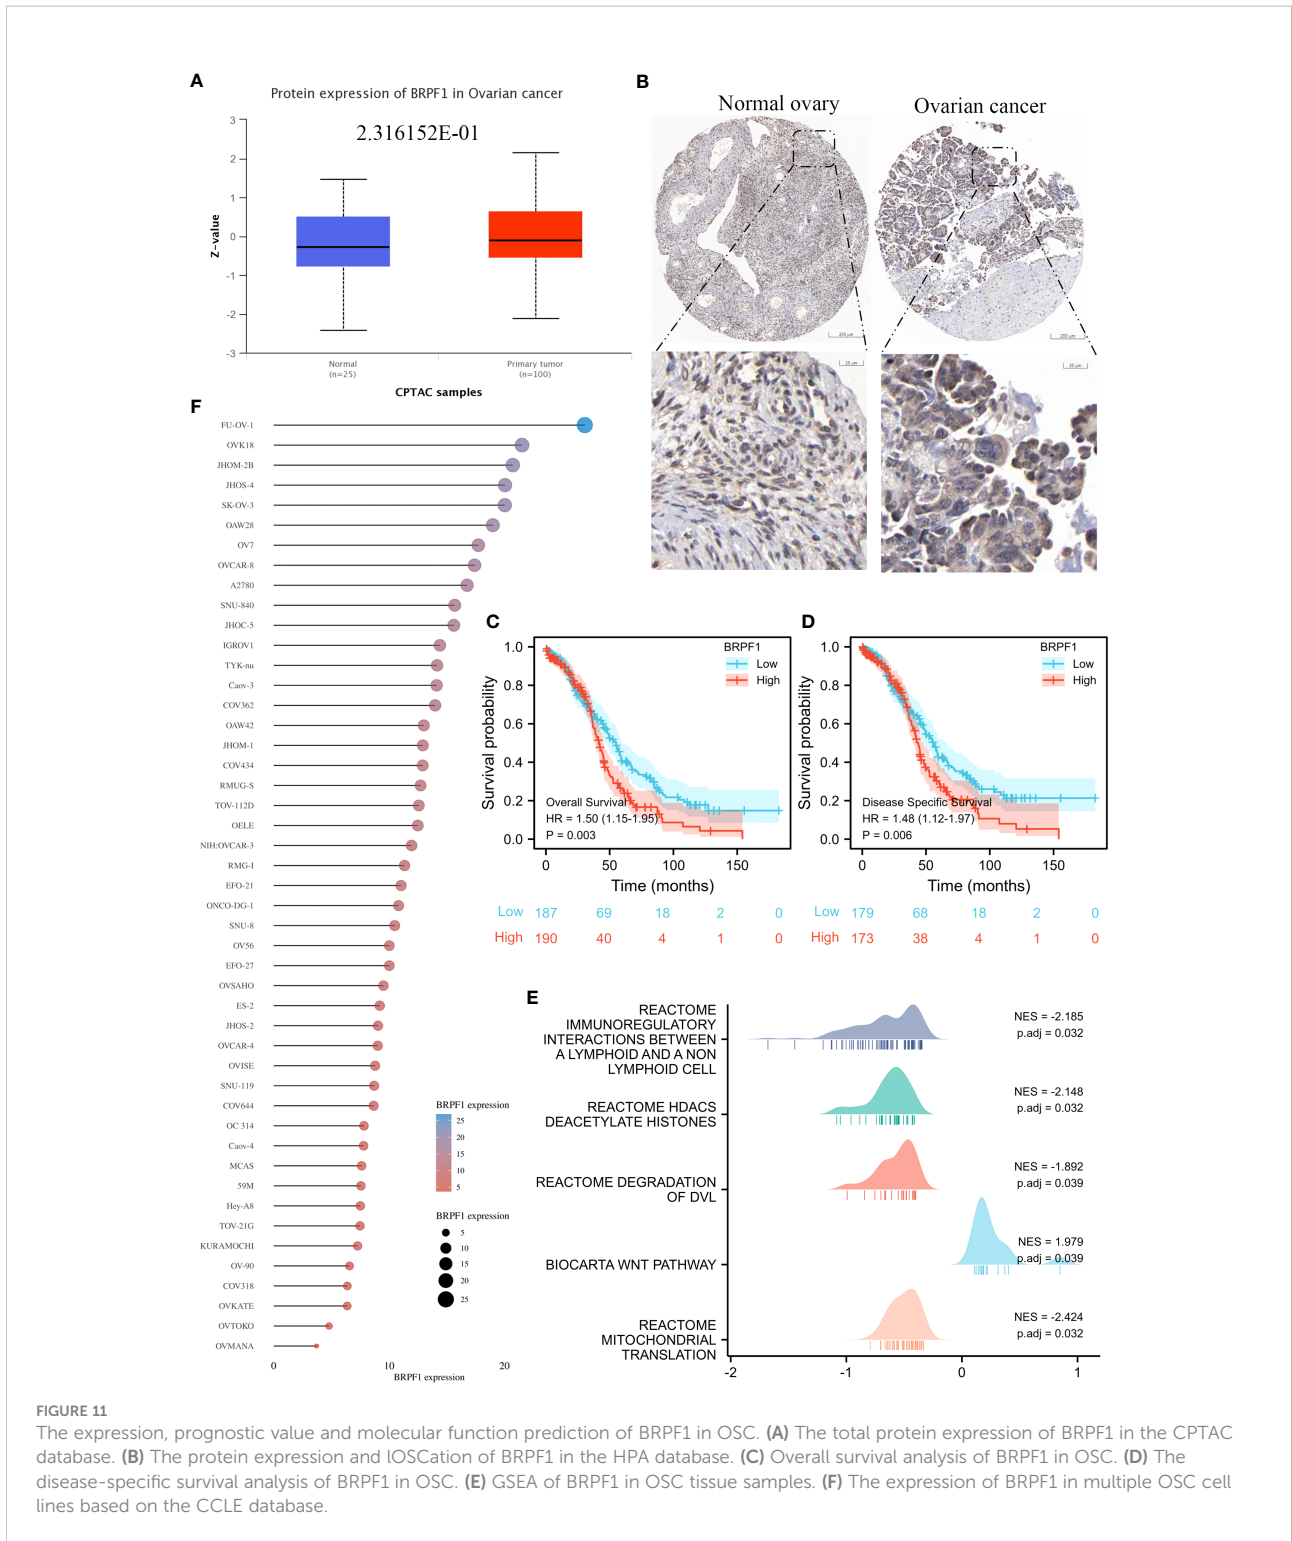 A
Protein expression of BRPF1 in Ovarian cancer
2.316152E-01
Z-value
3
2
1
0
-1
-2
-3
Normal
(n=25)
Primary tumor
(n=100)
CPTAC samples
B
Normal ovary
Ovarian cancer
200 µm
200 µm
20 µm
20 µm
F
FU-OV-1
OVK18
JHOM-2B
JHOS-4
SK-OV-3
OAW28
OV7
OVCAR-8
A2780
SNU-840
JHOC-5
IGROV1
TYK-nu
Caov-3
COV362
OAW42
JHOM-1
COV434
RMUG-S
TOV-112D
OELE
NIH:OVCAR-3
RMG-I
EFO-21
ONCO-DG-1
SNU-8
OV56
EFO-27
OVSAHO
ES-2
JHOS-2
OVCAR-4
OVISE
SNU-119
COV644
OC 314
Caov-4
MCAS
59M
Hey-A8
TOV-21G
KURAMOCHI
OV-90
COV318
OVKATE
OVTOKO
OVMANA
0
10
20
BRPF1 expression
BRPF1 expression
25
20
15
10
5
BRPF1 expression
5
10
15
20
25
C
Survival probability
1.0
0.8
0.6
0.4
0.2
0.0
BRPF1
Low
High
Overall Survival
HR = 1.50 (1.15-1.95)
P = 0.003
0 50 100 150
Time (months)
Low 187 69 18 2 0
High 190 40 4 1 0
D
Survival probability
1.0
0.8
0.6
0.4
0.2
0.0
BRPF1
Low
High
Disease Specific Survival
HR = 1.48 (1.12-1.97)
P = 0.006
0 50 100 150
Time (months)
Low 179 68 18 2 0
High 173 38 4 1 0
E
REACTOME
IMMUNOREGULATORY
INTERACTIONS BETWEEN
A LYMPHOID AND A NON
LYMPHOID CELL
NES = -2.185
p.adj = 0.032
REACTOME HDACS
DEACETYLATE HISTONES
NES = -2.148
p.adj = 0.032
REACTOME DEGRADATION
OF DVL
NES = -1.892
p.adj = 0.039
BIOCARTA WNT PATHWAY
NES = 1.979
p.adj = 0.039
REACTOME
MITOCHONDRIAL
TRANSLATION
NES = -2.424
p.adj = 0.032
-2 -1 0 1
FIGURE 11
The expression, prognostic value and molecular function prediction of BRPF1 in OSC. (A) The total protein expression of BRPF1 in the CPTAC
database. (B) The protein expression and lOSCation of BRPF1 in the HPA database. (C) Overall survival analysis of BRPF1 in OSC. (D) The
disease-specific survival analysis of BRPF1 in OSC. (E) GSEA of BRPF1 in OSC tissue samples. (F) The expression of BRPF1 in multiple OSC cell
lines based on the CCLE database.